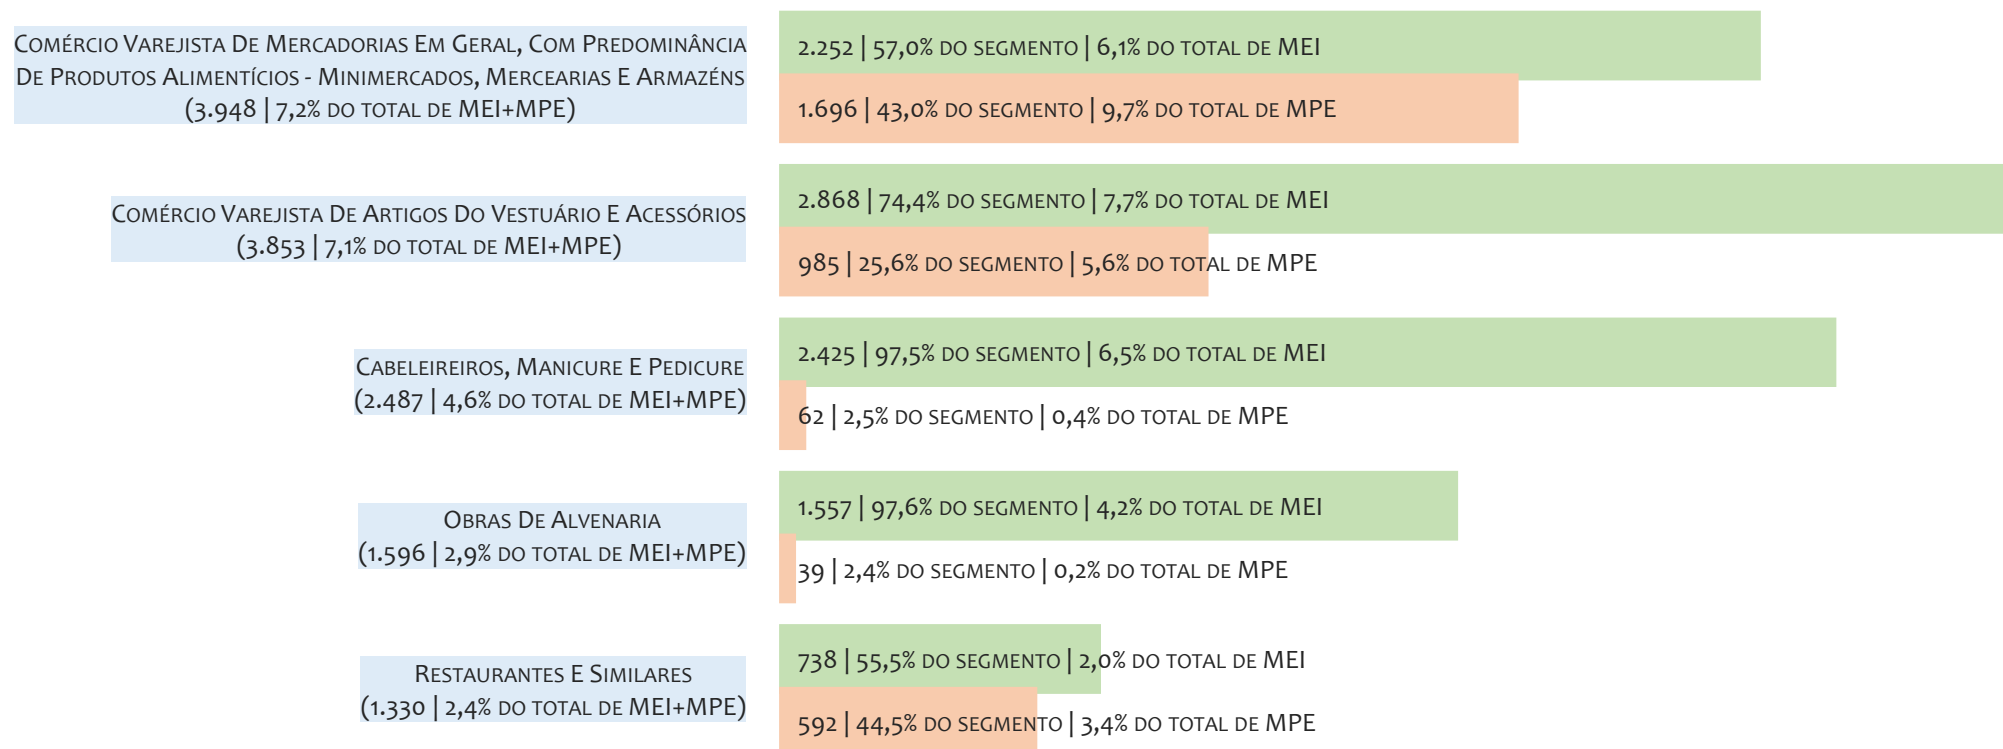 Comércio Varejista De Mercadorias Em Geral, Com Predominância
De Produtos Alimentícios - Minimercados, Mercearias E Armazéns
(3.948 | 7,2% do total de MEI+MPE)
2.252 | 57,0% do segmento | 6,1% do total de MEI
1.696 | 43,0% do segmento | 9,7% do total de MPE
Comércio Varejista De Artigos Do Vestuário E Acessórios
(3.853 | 7,1% do total de MEI+MPE)
2.868 | 74,4% do segmento | 7,7% do total de MEI
985 | 25,6% do segmento | 5,6% do total de MPE
Cabeleireiros, Manicure E Pedicure
(2.487 | 4,6% do total de MEI+MPE)
2.425 | 97,5% do segmento | 6,5% do total de MEI
62 | 2,5% do segmento | 0,4% do total de MPE
Obras De Alvenaria
(1.596 | 2,9% do total de MEI+MPE)
1.557 | 97,6% do segmento | 4,2% do total de MEI
39 | 2,4% do segmento | 0,2% do total de MPE
Restaurantes E Similares
(1.330 | 2,4% do total de MEI+MPE)
738 | 55,5% do segmento | 2,0% do total de MEI
592 | 44,5% do segmento | 3,4% do total de MPE